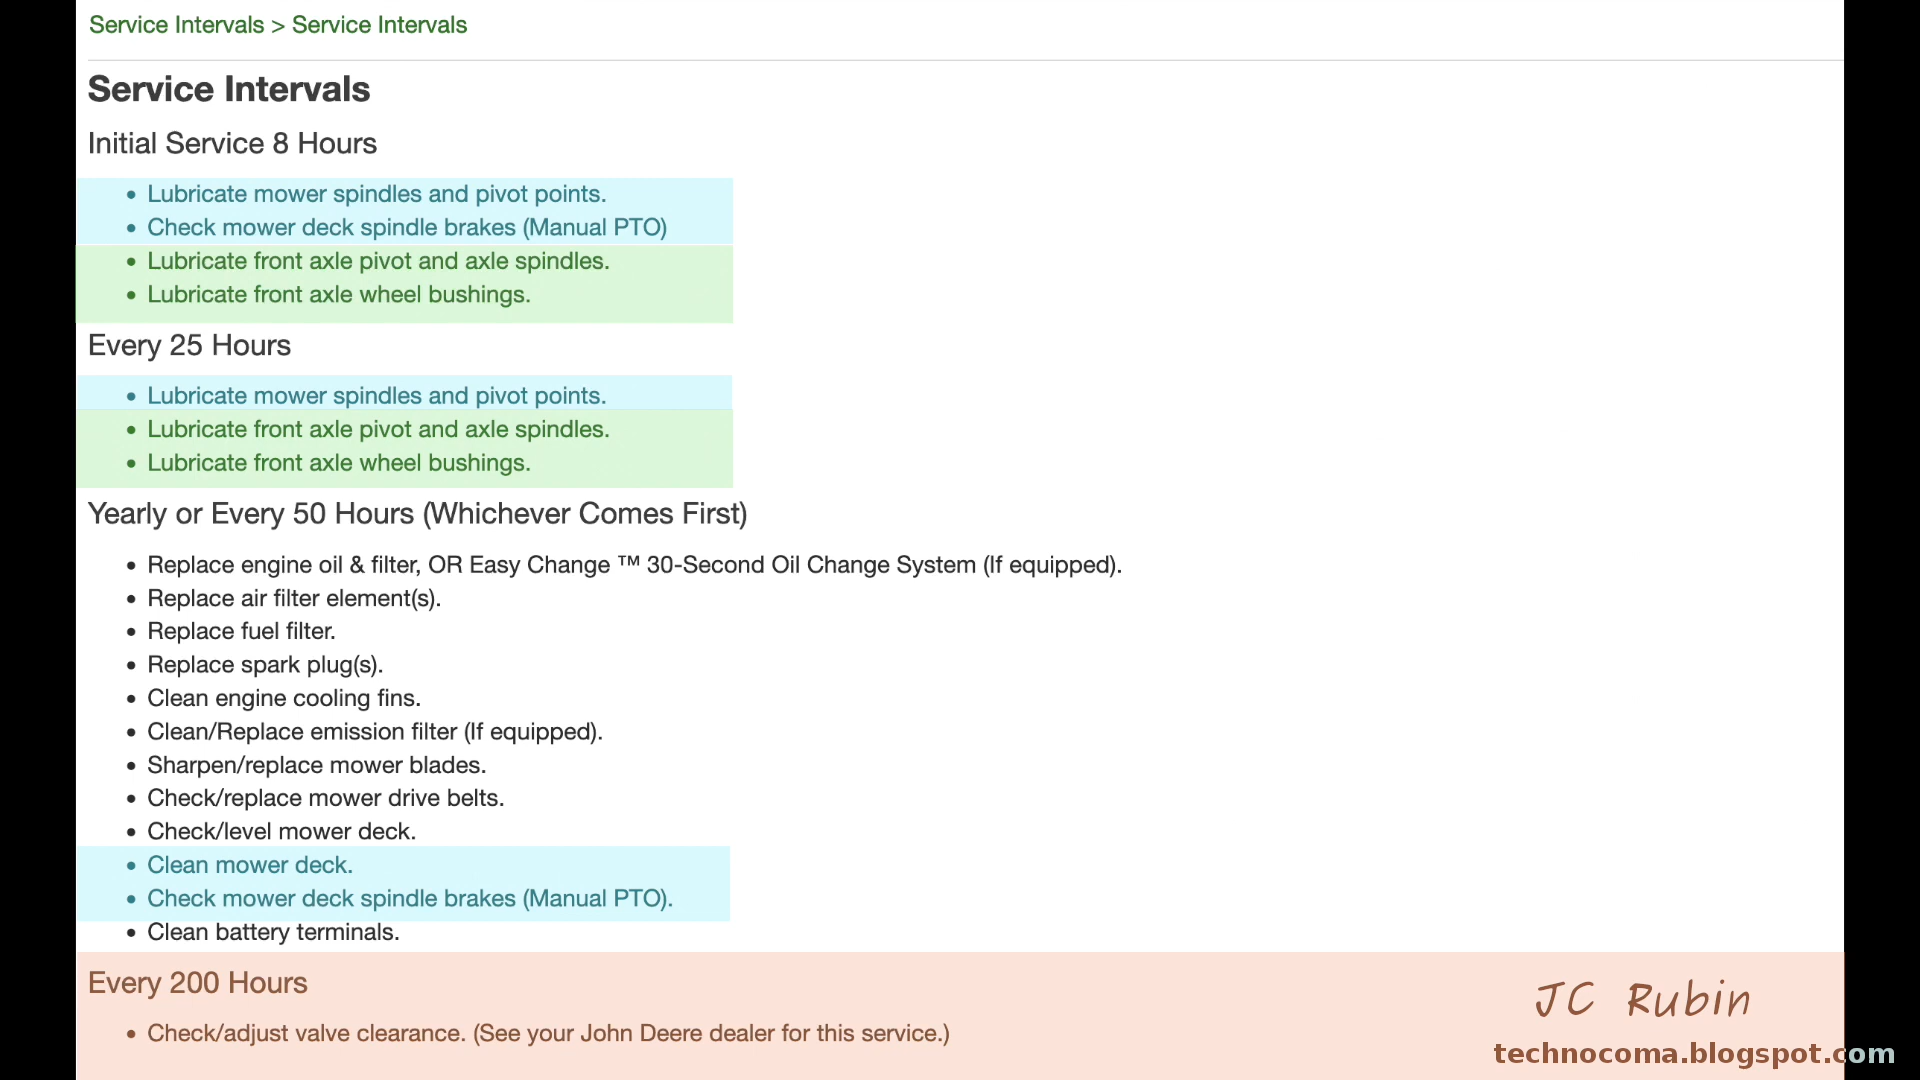 Service Intervals > Service Intervals
Service Intervals
Initial Service 8 Hours
• Lubricate mower spindles and pivot points.
• Check mower deck spindle brakes (Manual PTO)
• Lubricate front axle pivot and axle spindles.
• Lubricate front axle wheel bushings.
Every 25 Hours
• Lubricate mower spindles and pivot points.
• Lubricate front axle pivot and axle spindles.
• Lubricate front axle wheel bushings.
Yearly or Every 50 Hours (Whichever Comes First)
• Replace engine oil & filter, OR Easy Change ™ 30-Second Oil Change System (If equipped).
• Replace air filter element(s).
• Replace fuel filter.
• Replace spark plug(s).
• Clean engine cooling fins.
• Clean/Replace emission filter (If equipped).
• Sharpen/replace mower blades.
• Check/replace mower drive belts.
• Check/level mower deck.
• Clean mower deck.
• Check mower deck spindle brakes (Manual PTO).
• Clean battery terminals.
Every 200 Hours
• Check/adjust valve clearance. (See your John Deere dealer for this service.)
JC Rubin
technocoma.blogspot.com